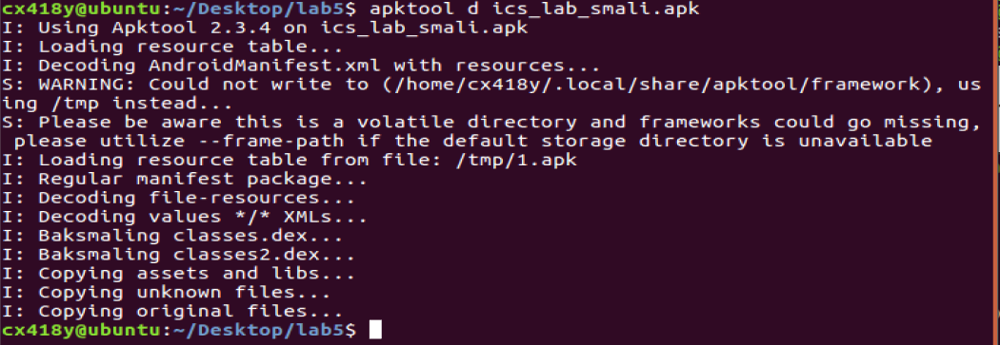 cx418y@ubuntu:~/Desktop/lab5$ apktool d ics_lab_smali.apk
I: Using Apktool 2.3.4 on ics_lab_smali.apk
I: Loading resource table...
I: Decoding AndroidManifest.xml with resources...
S: WARNING: Could not write to (/home/cx418y/.local/share/apktool/framework), us
ing /tmp instead...
S: Please be aware this is a volatile directory and frameworks could go missing,
 please utilize --frame-path if the default storage directory is unavailable
I: Loading resource table from file: /tmp/1.apk
I: Regular manifest package...
I: Decoding file-resources...
I: Decoding values */* XMLs...
I: Baksmaling classes.dex...
I: Baksmaling classes2.dex...
I: Copying assets and libs...
I: Copying unknown files...
I: Copying original files...
cx418y@ubuntu:~/Desktop/lab5$